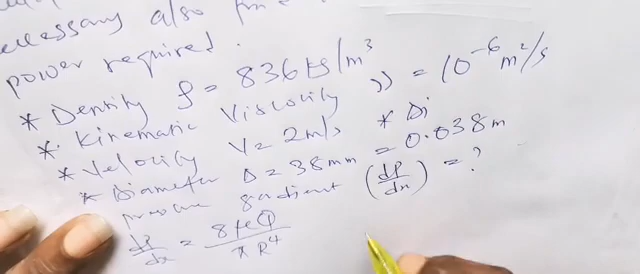 necessary also
power required.
* Density ρ = 836 kg/m³
* Kinematic Viscosity ν = 10⁻⁶ m²/s
* Velocity V = 2 m/s * Di
* Diameter D = 38 mm = 0.038 m
pressure gradient (dP/dx) = ?
dP/dx = 8μQ/πR⁴